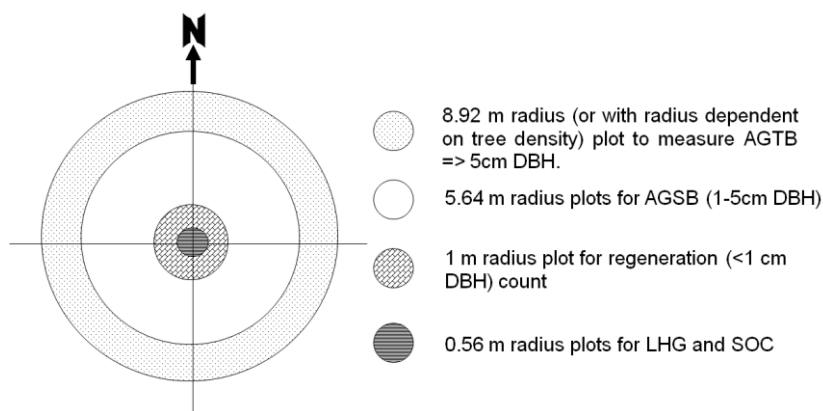 N
8.92 m radius (or with radius dependent
on tree density) plot to measure AGTB
=> 5cm DBH.
5.64 m radius plots for AGSB (1-5cm DBH)
1 m radius plot for regeneration (<1 cm
DBH) count
0.56 m radius plots for LHG and SOC